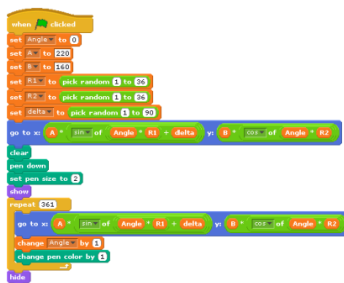 when clicked
set Angle to 0
set A to 220
set B to 160
set R1 to pick random 1 to 36
set R2 to pick random 1 to 36
set delta to pick random 1 to 90
go to x: A * sin of Angle * R1 + delta y: B * cos of Angle * R2
clear
pen down
set pen size to 2
show
repeat 361
go to x: A * sin of Angle * R1 + delta y: B * cos of Angle * R2
change Angle by 1
change pen color by 1
hide